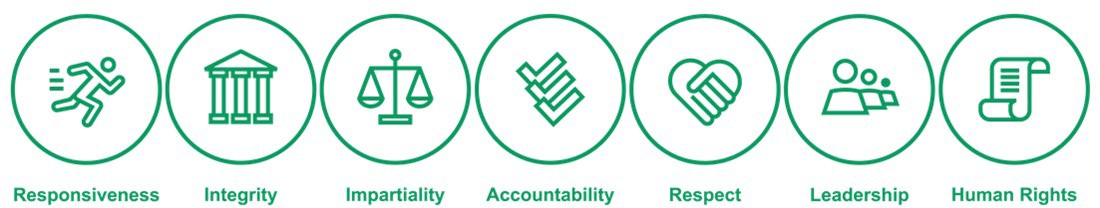 Responsiveness Integrity Impartiality Accountability Respect Leadership Human Rights